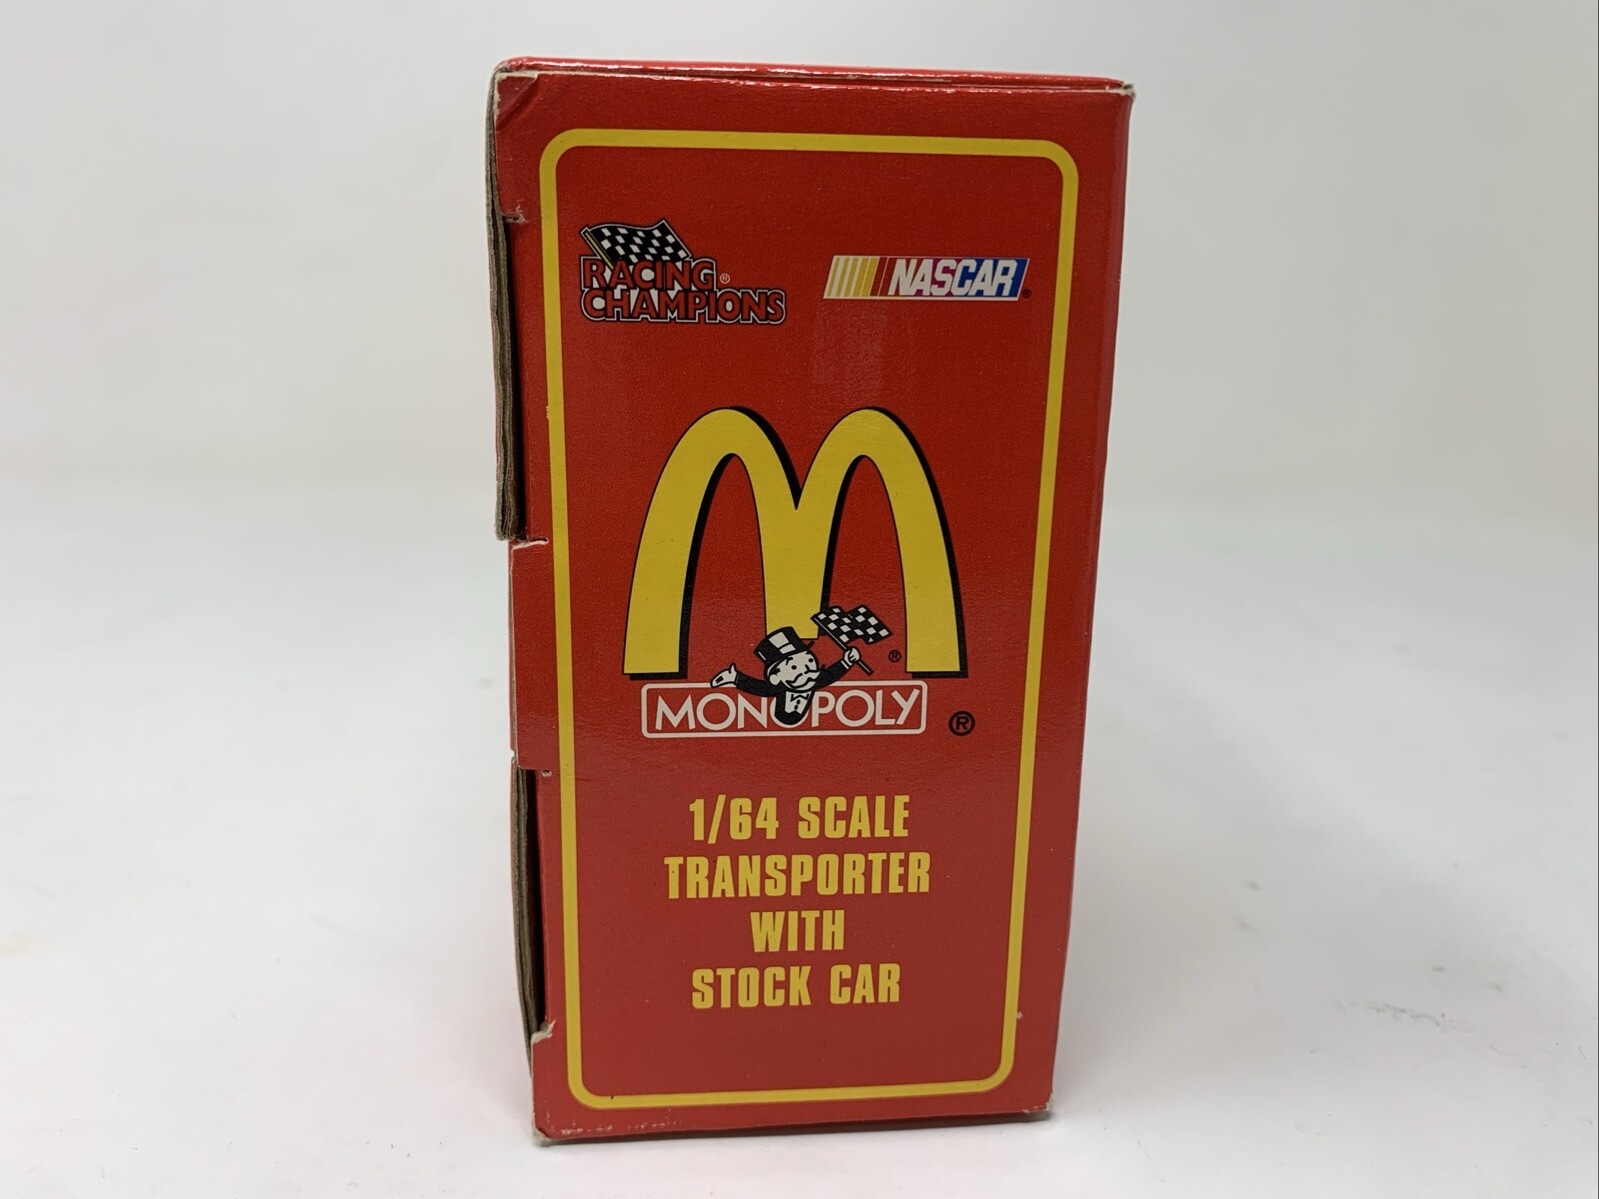 RACING®
CHAMPIONS
NASCAR®
®
MONOPOLY ®
1/64 SCALE
TRANSPORTER
WITH
STOCK CAR